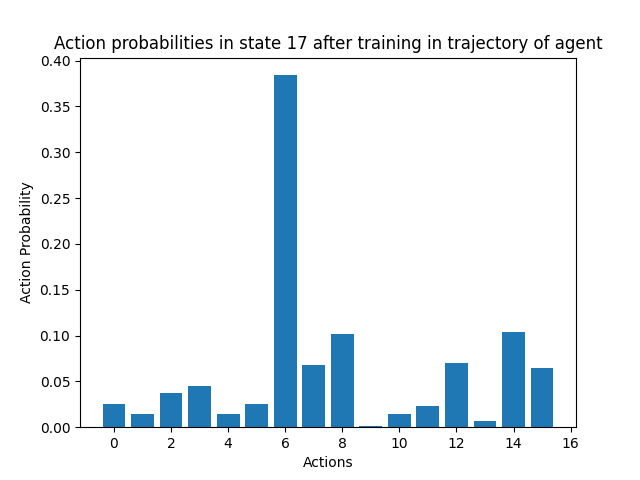 Action probabilities in state 17 after training in trajectory of agent
0.40
0.35
0.30
0.25
0.20
0.15
0.10
0.05
0.00
Action Probability
0 2 4 6 8 10 12 14 16
Actions